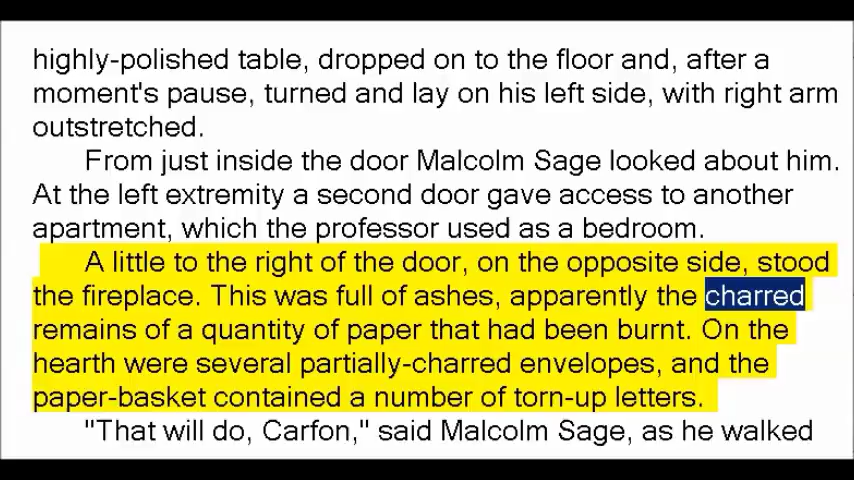 highly-polished table, dropped on to the floor and, after a
moment's pause, turned and lay on his left side, with right arm
outstretched.
From just inside the door Malcolm Sage looked about him.
At the left extremity a second door gave access to another
apartment, which the professor used as a bedroom.
A little to the right of the door, on the opposite side, stood
the fireplace. This was full of ashes, apparently the charred
remains of a quantity of paper that had been burnt. On the
hearth were several partially-charred envelopes, and the
paper-basket contained a number of torn-up letters.
"That will do, Carfon," said Malcolm Sage, as he walked